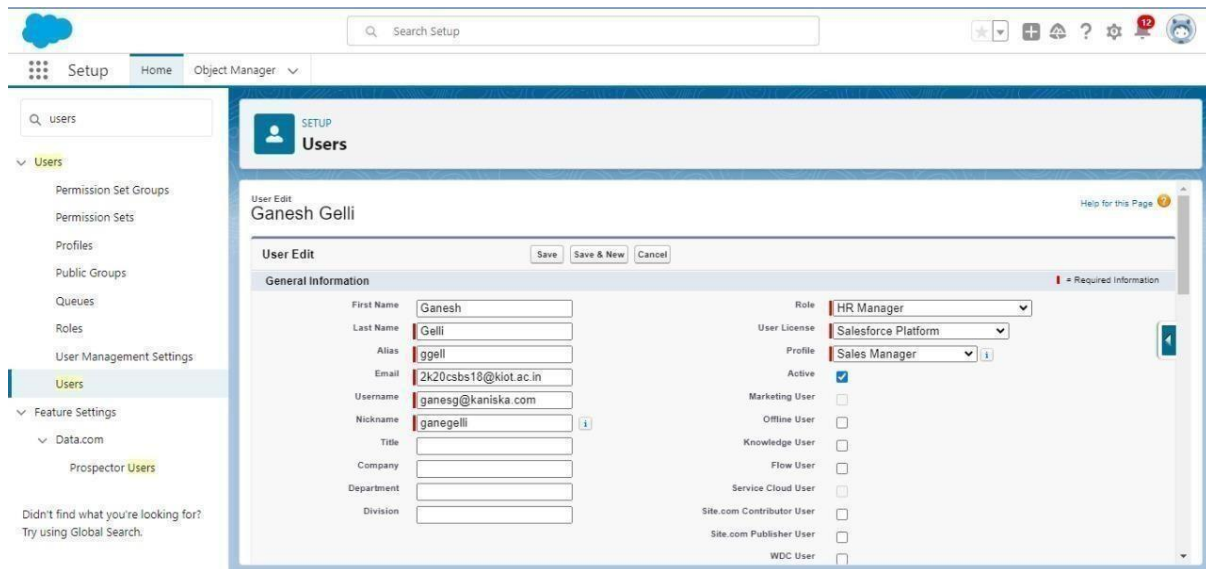 Search Setup
12
Setup Home Object Manager
users
Users
Permission Set Groups
Permission Sets
Profiles
Public Groups
Queues
Roles
User Management Settings
Users
Feature Settings
Data.com
Prospector Users
Didn't find what you're looking for?
Try using Global Search.
SETUP
Users
User Edit
Ganesh Gelli
Help for this Page
User Edit Save Save & New Cancel
General Information = Required Information
First Name Ganesh
Last Name Gelli
Alias ggell
Email 2k20csbs18@kiot.ac.in
Username ganesg@kaniska.com
Nickname ganegelli
Title
Company
Department
Division
Role HR Manager
User License Salesforce Platform
Profile Sales Manager
Active
Marketing User
Offline User
Knowledge User
Flow User
Service Cloud User
Site.com Contributor User
Site.com Publisher User
WDC User